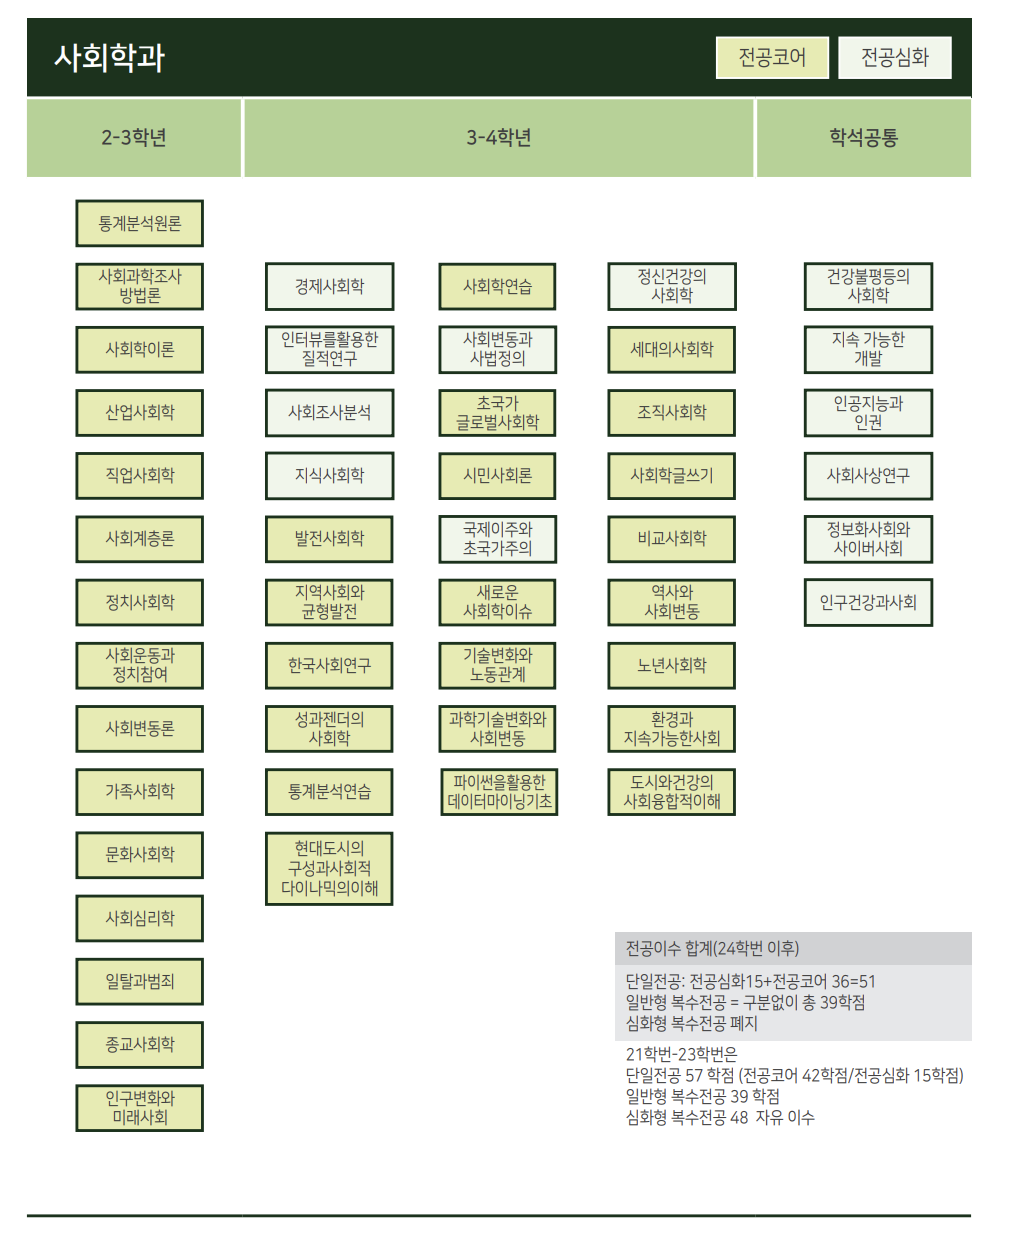 사회학과
전공코어
전공심화
2-3학년
3-4학년
학석공통
통계분석원론
사회과학조사
방법론
사회학이론
산업사회학
직업사회학
사회계층론
정치사회학
사회운동과
정치참여
사회변동론
가족사회학
문화사회학
사회심리학
일탈과범죄
종교사회학
인구변화와
미래사회
경제사회학
인터뷰를활용한
질적연구
사회조사분석
지식사회학
발전사회학
지역사회와
균형발전
한국사회연구
성과젠더의
사회학
통계분석연습
현대도시의
구성과사회적
다이나믹의이해
사회학연습
사회변동과
사법정의
초국가
글로벌사회학
시민사회론
국제이주와
초국가주의
새로운
사회학이슈
기술변화와
노동관계
과학기술변화와
사회변동
파이썬을활용한
데이터마이닝기초
정신건강의
사회학
세대의사회학
조직사회학
사회학글쓰기
비교사회학
역사와
사회변동
노년사회학
환경과
지속가능한사회
도시와건강의
사회융합적이해
건강불평등의
사회학
지속 가능한
개발
인공지능과
인권
사회사상연구
정보화사회와
사이버사회
인구건강과사회
전공이수 합계(24학번 이후)
단일전공: 전공심화15+전공코어 36=51
일반형 복수전공 = 구분없이 총 39학점
심화형 복수전공 폐지
21학번-23학번은
단일전공 57 학점 (전공코어 42학점/전공심화 15학점)
일반형 복수전공 39 학점
심화형 복수전공 48 자유 이수